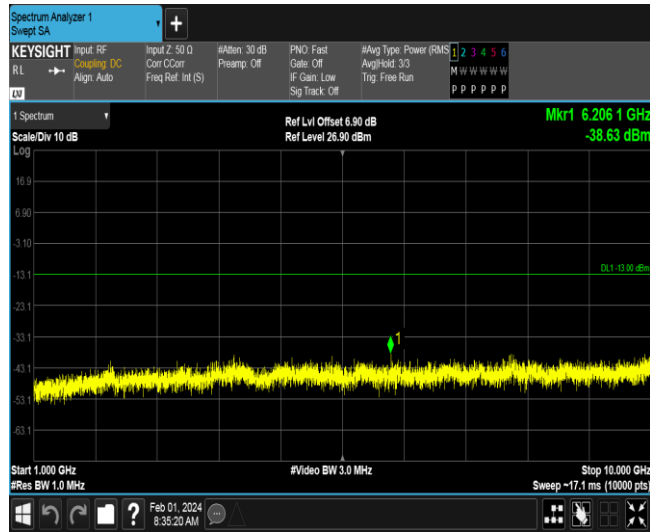 Spectrum Analyzer 1
Swept SA
+
KEYSIGHT Input: RF Input Z: 50 Ω #Atten: 30 dB PNO: Fast #Avg Type: Power (RMS 1 2 3 4 5 6
RL Coupling: DC Corr CCorr Preamp: Off Gate: Off Avg|Hold: 3/3 M W W W W W
Align: Auto Freq Ref: Int (S) IF Gain: Low Trig: Free Run
LXI Sig Track: Off P P P P P P
1 Spectrum Ref Lvl Offset 6.90 dB Mkr1 6.206 1 GHz
Scale/Div 10 dB Ref Level 26.90 dBm -38.63 dBm
Log
16.9
6.90
-3.10
-13.1 DL1 -13.00 dBm
-23.1
-33.1 1
-43.1
-53.1
-63.1
Start 1.000 GHz #Video BW 3.0 MHz Stop 10.000 GHz
#Res BW 1.0 MHz Sweep ~17.1 ms (10000 pts)
? Feb 01, 2024
8:35:20 AM